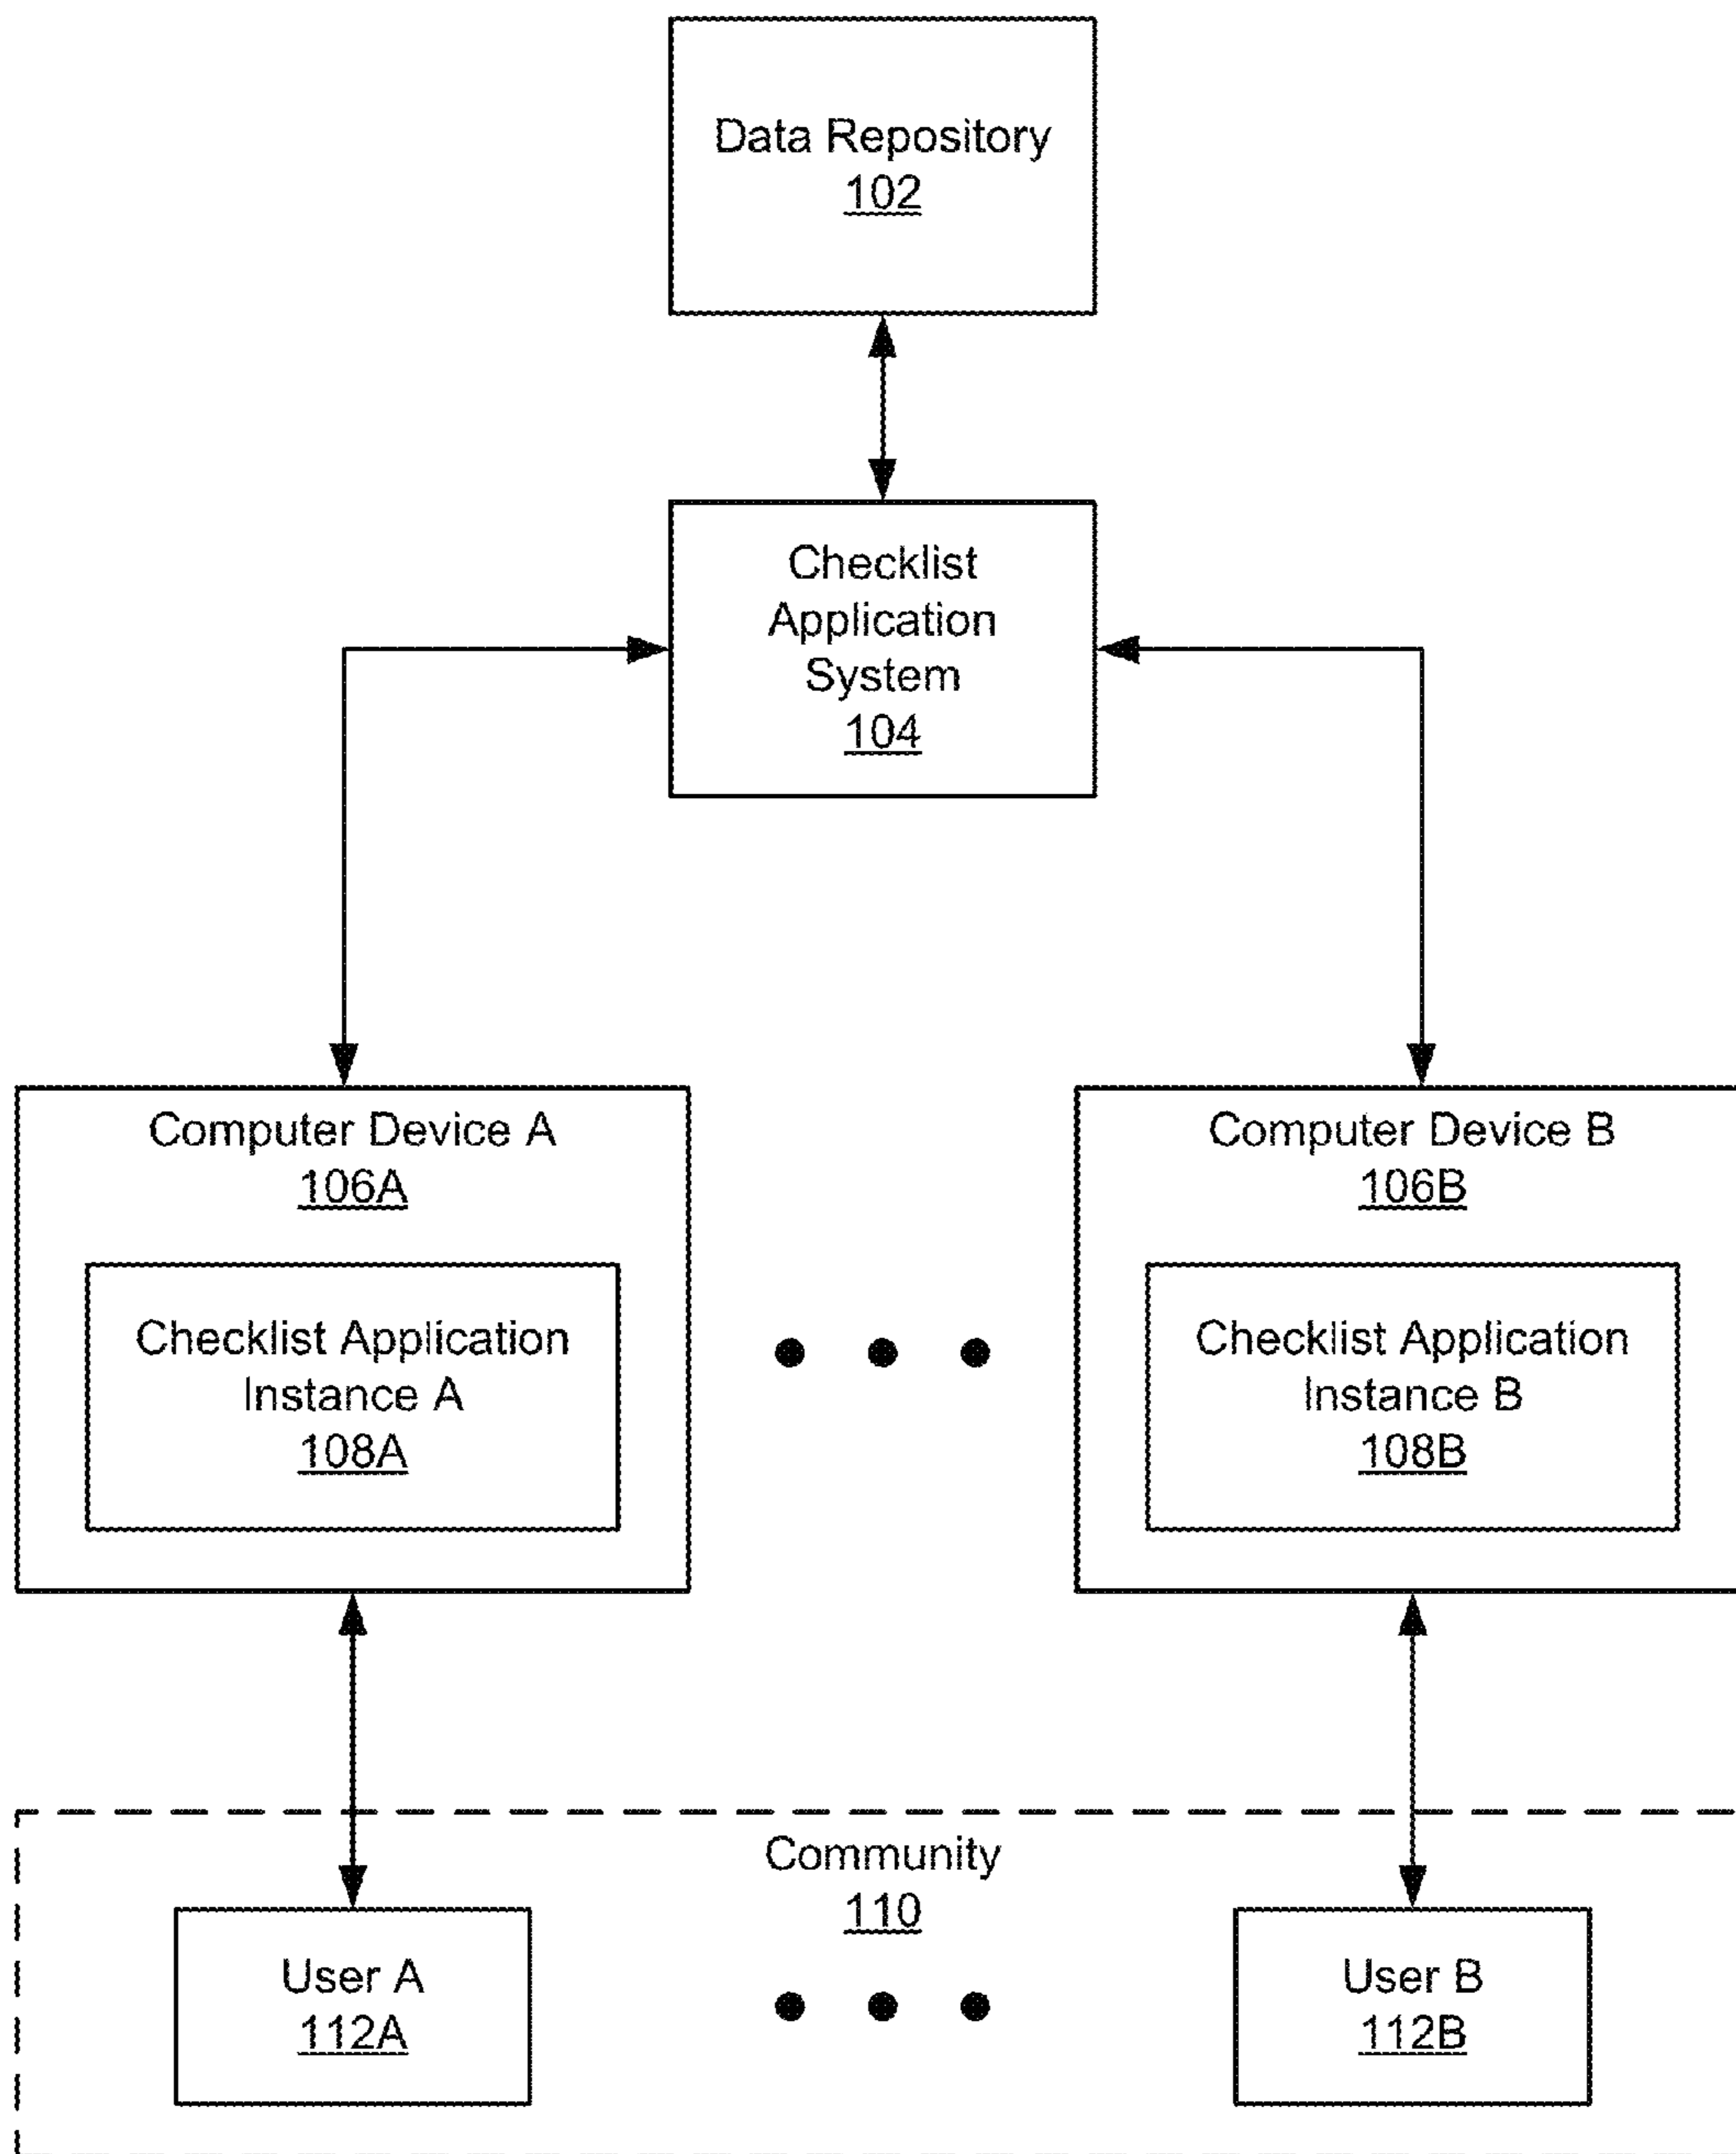 Data Repository
102
Checklist
Application
System
104
Computer Device A
106A
Checklist Application
Instance A
108A
Computer Device B
106B
Checklist Application
Instance B
108B
Community
110
User A
112A
User B
112B